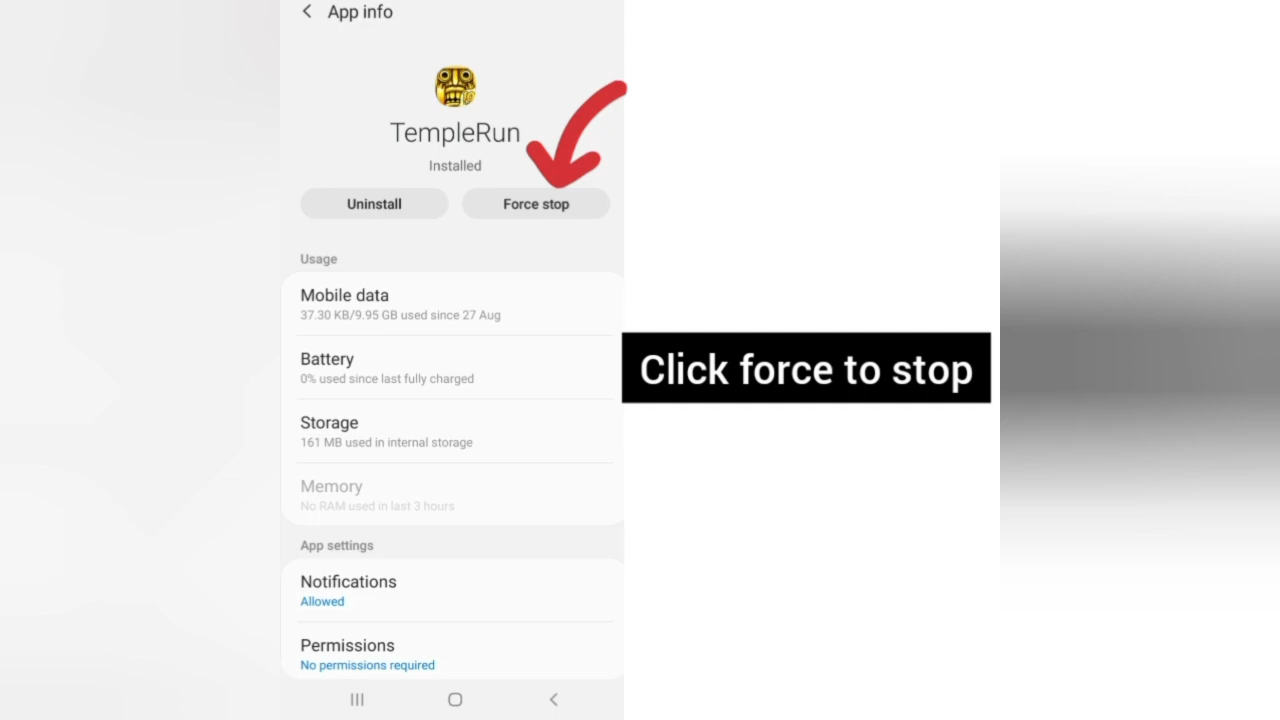 App info
TempleRun
Installed
Uninstall
Force stop
Usage
Mobile data
37.30 KB/9.95 GB used since 27 Aug
Battery
0% used since last fully charged
Storage
161 MB used in internal storage
Memory
No RAM used in last 3 hours
App settings
Notifications
Allowed
Permissions
No permissions required
Click force to stop